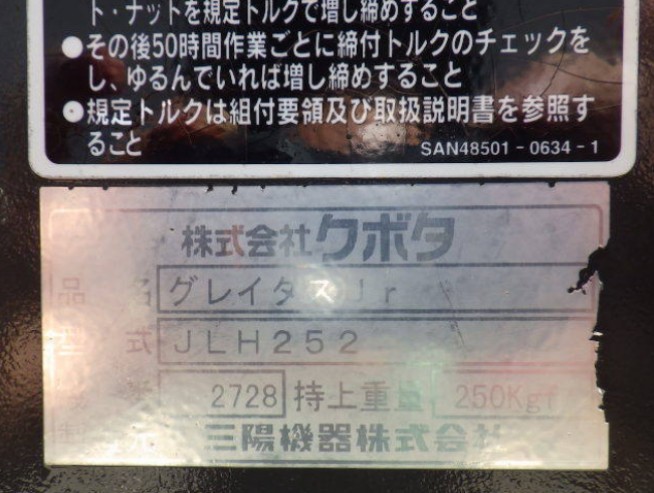 ト・ナットを規定トルクで増し締めすること
●その後50時間作業ごとに締付トルクのチェックを
し、ゆるんでいれば増し締めすること
●規定トルクは組付要領及び取扱説明書を参照す
ること
SAN48501-0634-1
株式会社クボタ
品名 グレイタスJr
型式 JLH252
2728 持上重量 250Kgf
三陽機器株式会社